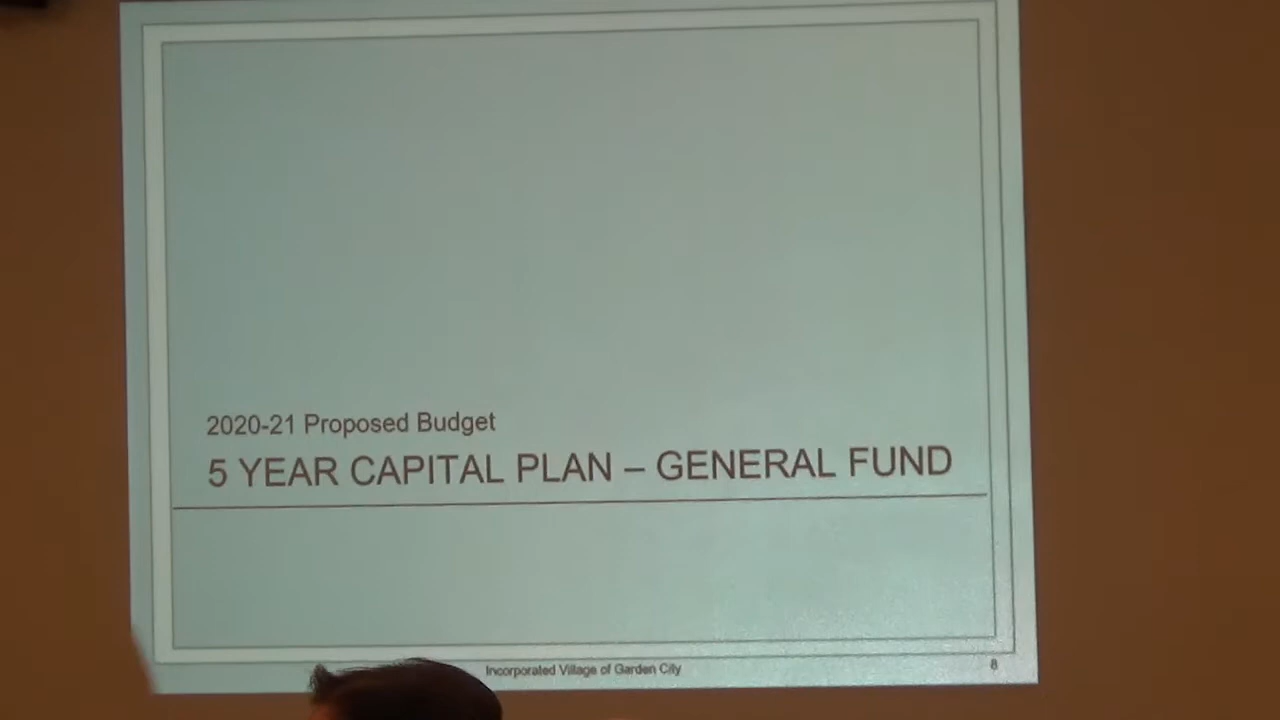 2020-21 Proposed Budget
5 YEAR CAPITAL PLAN – GENERAL FUND
Incorporated Village of Garden City
8